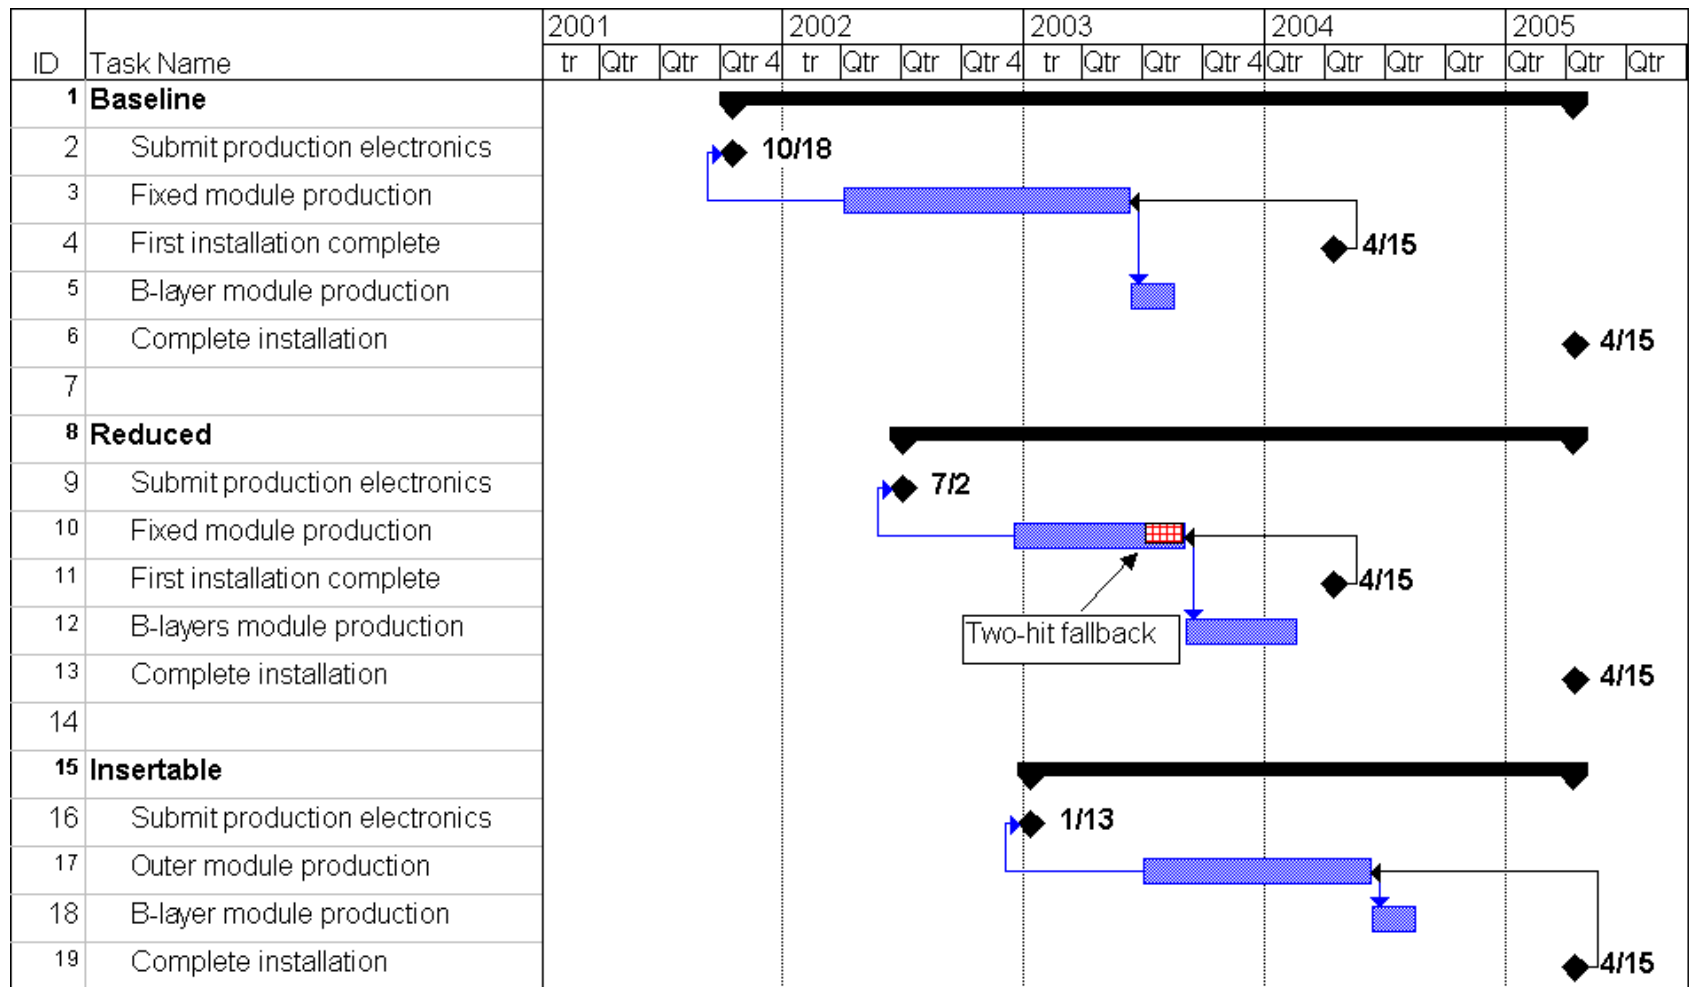 2001 2002 2003 2004 2005
ID Task Name tr Qtr Qtr Qtr 4 tr Qtr Qtr Qtr 4 tr Qtr Qtr Qtr 4 Qtr Qtr Qtr Qtr Qtr Qtr Qtr
1 Baseline
2 Submit production electronics 10/18
3 Fixed module production
4 First installation complete 4/15
5 B-layer module production
6 Complete installation 4/15
7
8 Reduced
9 Submit production electronics 7/2
10 Fixed module production
11 First installation complete 4/15
12 B-layers module production Two-hit fallback
13 Complete installation 4/15
14
15 Insertable
16 Submit production electronics 1/13
17 Outer module production
18 B-layer module production
19 Complete installation 4/15